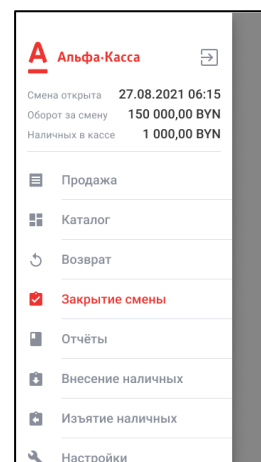 Альфа·Касса
Смена открыта 27.08.2021 06:15
Оборот за смену 150 000,00 BYN
Наличных в кассе 1 000,00 BYN
Продажа
Каталог
Возврат
Закрытие смены
Отчёты
Внесение наличных
Изъятие наличных
Настройки